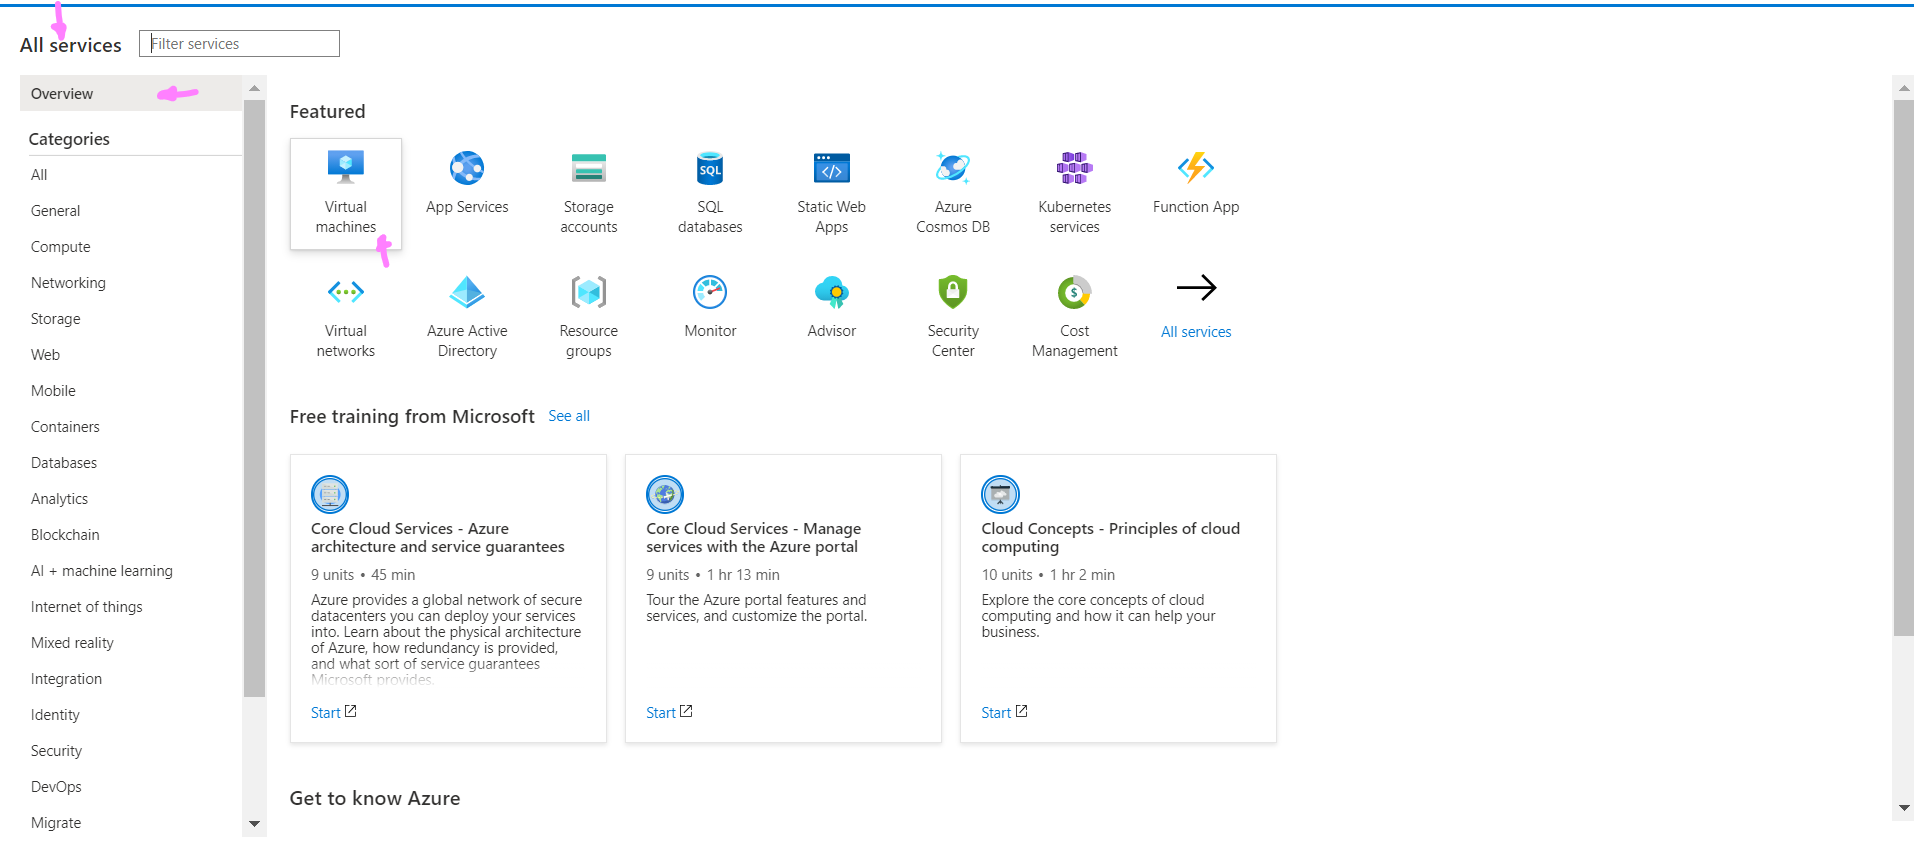 All services
Filter services
Overview
Categories
All
General
Compute
Networking
Storage
Web
Mobile
Containers
Databases
Analytics
Blockchain
AI + machine learning
Internet of things
Mixed reality
Integration
Identity
Security
DevOps
Migrate
Featured
Virtual
machines
App Services
Storage
accounts
SQL
SQL
databases
Static Web
Apps
Azure
Cosmos DB
Kubernetes
services
Function App
Virtual
networks
Azure Active
Directory
Resource
groups
Monitor
Advisor
Security
Center
Cost
Management
All services
Free training from Microsoft See all
Core Cloud Services - Azure
architecture and service guarantees
9 units • 45 min
Azure provides a global network of secure
datacenters you can deploy your services
into. Learn about the physical architecture
of Azure, how redundancy is provided,
and what sort of service guarantees
Microsoft provides.
Start
Core Cloud Services - Manage
services with the Azure portal
9 units • 1 hr 13 min
Tour the Azure portal features and
services, and customize the portal.
Start
Cloud Concepts - Principles of cloud
computing
10 units • 1 hr 2 min
Explore the core concepts of cloud
computing and how it can help your
business.
Start
Get to know Azure